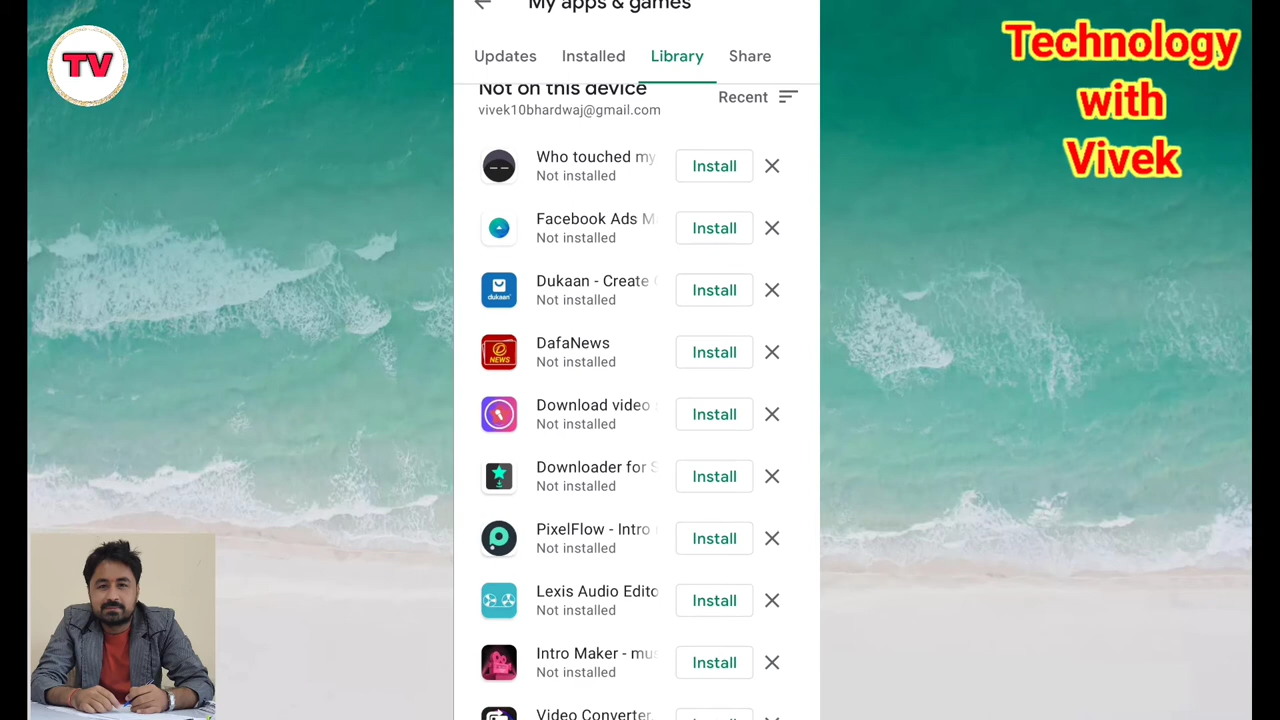 TV
Technology
with
Vivek
My apps & games
Updates Installed Library Share
Not on this device
vivek10bhardwaj@gmail.com
Recent
Who touched my
Not installed
Install
Facebook Ads M
Not installed
Install
Dukaan - Create
Not installed
Install
dukaan
DafaNews
Not installed
Install
NEWS
Download video
Not installed
Install
Downloader for S
Not installed
Install
PixelFlow - Intro
Not installed
Install
Lexis Audio Edito
Not installed
Install
Intro Maker - mus
Not installed
Install
Video Converter,